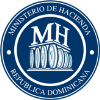 MINISTERIO DE HACIENDA
MH
REPÚBLICA DOMINICANA